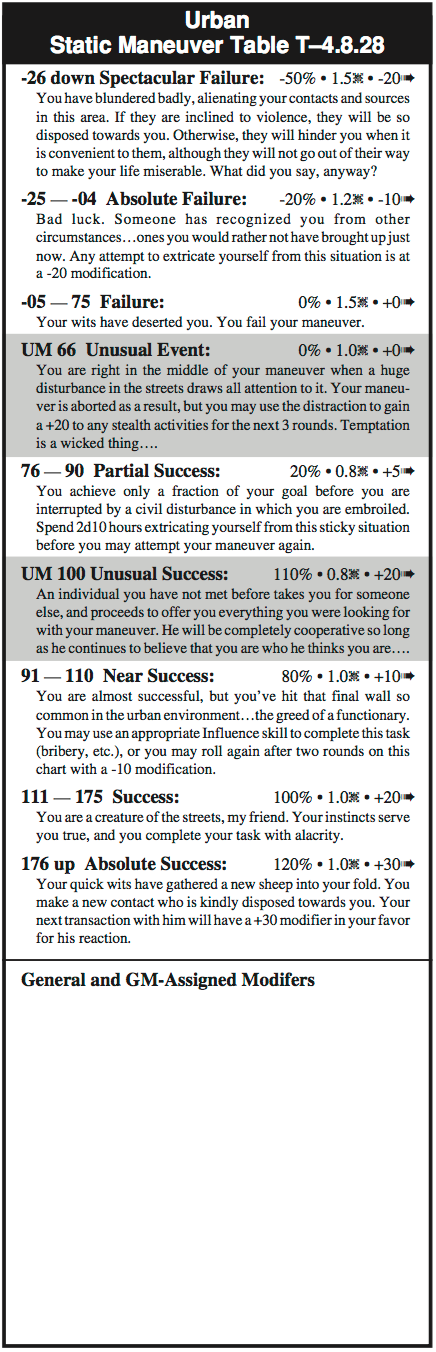 Urban
Static Maneuver Table T–4.8.28
-26 down Spectacular Failure: -50% • 1.5⌘ • -20➠
You have blundered badly, alienating your contacts and sources
in this area. If they are inclined to violence, they will be so
disposed towards you. Otherwise, they will hinder you when it
is convenient to them, although they will not go out of their way
to make your life miserable. What did you say, anyway?
-25 — -04 Absolute Failure: -20% • 1.2⌘ • -10➠
Bad luck. Someone has recognized you from other
circumstances…ones you would rather not have brought up just
now. Any attempt to extricate yourself from this situation is at
a -20 modification.
-05 — 75 Failure: 0% • 1.5⌘ • +0➠
Your wits have deserted you. You fail your maneuver.
UM 66 Unusual Event: 0% • 1.0⌘ • +0➠
You are right in the middle of your maneuver when a huge
disturbance in the streets draws all attention to it. Your maneu-
ver is aborted as a result, but you may use the distraction to gain
a +20 to any stealth activities for the next 3 rounds. Temptation
is a wicked thing….
76 — 90 Partial Success: 20% • 0.8⌘ • +5➠
You achieve only a fraction of your goal before you are
interrupted by a civil disturbance in which you are embroiled.
Spend 2d10 hours extricating yourself from this sticky situation
before you may attempt your maneuver again.
UM 100 Unusual Success: 110% • 0.8⌘ • +20➠
An individual you have not met before takes you for someone
else, and proceeds to offer you everything you were looking for
with your maneuver. He will be completely cooperative so long
as he continues to believe that you are who he thinks you are….
91 — 110 Near Success: 80% • 1.0⌘ • +10➠
You are almost successful, but you’ve hit that final wall so
common in the urban environment…the greed of a functionary.
You may use an appropriate Influence skill to complete this task
(bribery, etc.), or you may roll again after two rounds on this
chart with a -10 modification.
111 — 175 Success: 100% • 1.0⌘ • +20➠
You are a creature of the streets, my friend. Your instincts serve
you true, and you complete your task with alacrity.
176 up Absolute Success: 120% • 1.0⌘ • +30➠
Your quick wits have gathered a new sheep into your fold. You
make a new contact who is kindly disposed towards you. Your
next transaction with him will have a +30 modifier in your favor
for his reaction.
General and GM-Assigned Modifers